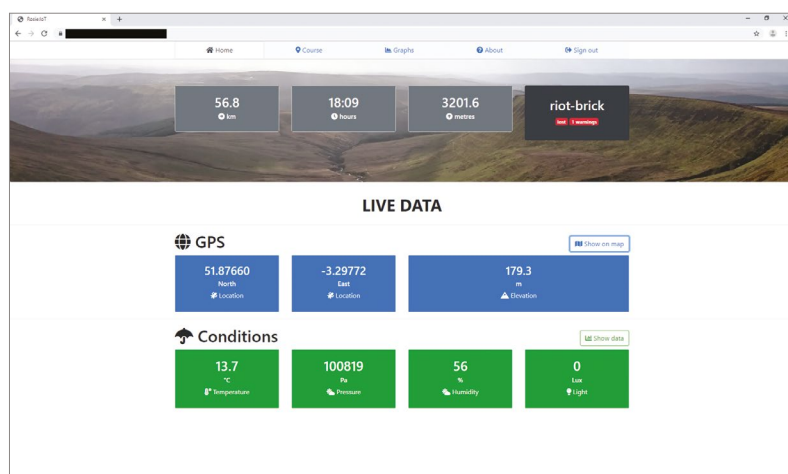 Home Course Graphs About Sign out
56.8
km
18:09
hours
3201.6
metres
riot-brick
lost 1 warnings
LIVE DATA
GPS
Show on map
51.87660
North
Location
-3.29772
East
Location
179.3
m
Elevation
Conditions
Show data
13.7
°C
Temperature
100819
Pa
Pressure
56
%
Humidity
0
Lux
Light